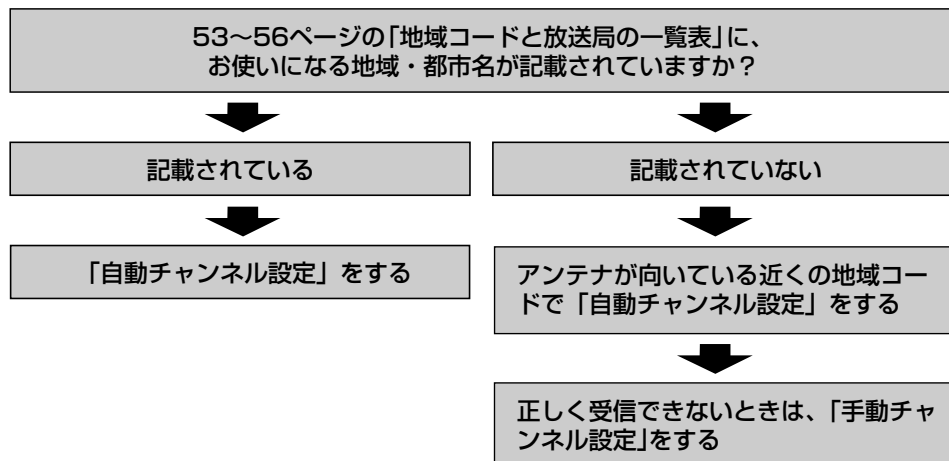 53〜56ページの「地域コードと放送局の一覧表」に、
お使いになる地域・都市名が記載されていますか？
記載されている
記載されていない
「自動チャンネル設定」をする
アンテナが向いている近くの地域コー
ドで「自動チャンネル設定」をする
正しく受信できないときは、「手動チャ
ンネル設定」をする